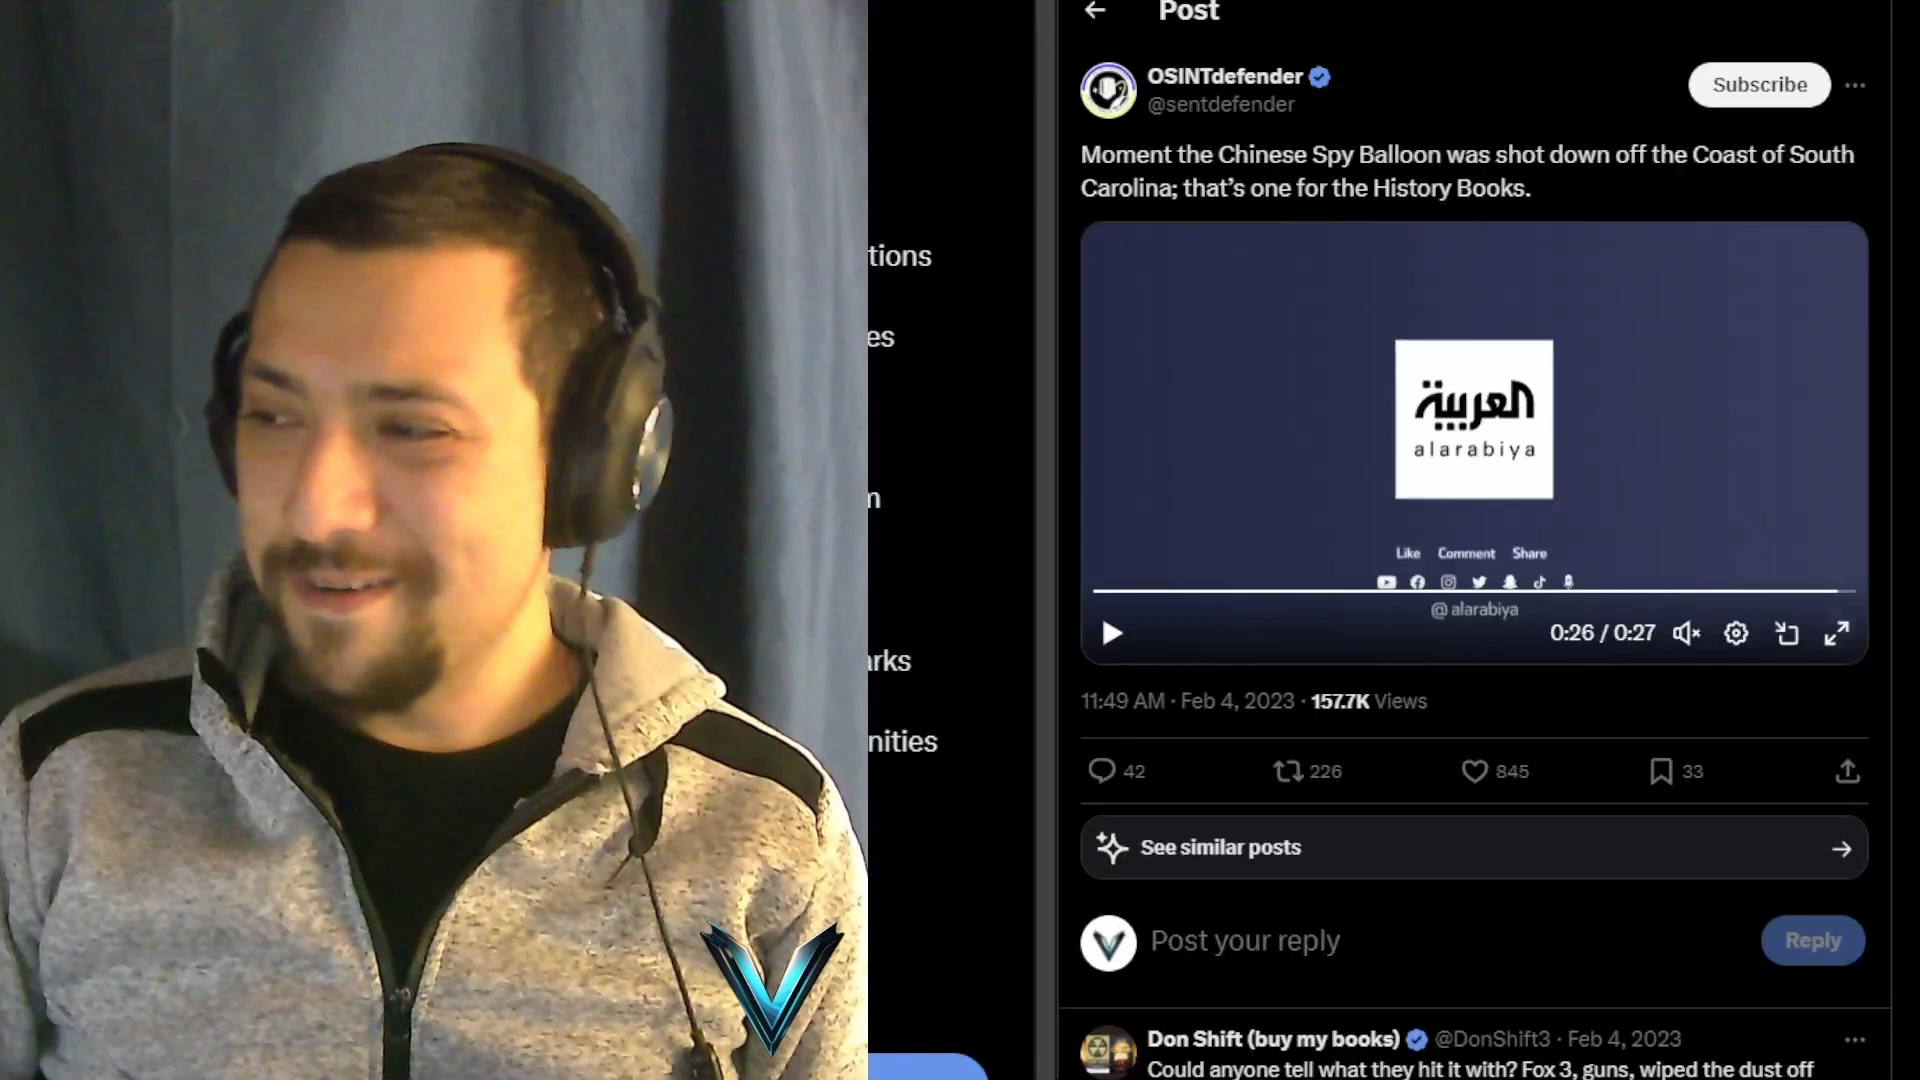 Post
OSINTdefender
@sentdefender
Subscribe
Moment the Chinese Spy Balloon was shot down off the Coast of South
Carolina; that's one for the History Books.
tions
es
m
arks
nities
العربية
alarabiya
Like Comment Share
@ alarabiya
0:26 / 0:27
11:49 AM · Feb 4, 2023 · 157.7K Views
42 226 845 33
See similar posts
Post your reply
Reply
Don Shift (buy my books) @DonShift3 · Feb 4, 2023
Could anyone tell what they hit it with? Fox 3, guns, wiped the dust off